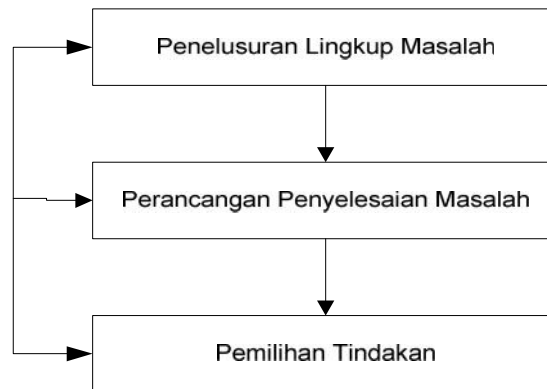 Penelusuran Lingkup Masalah
Perancangan Penyelesaian Masalah
Pemilihan Tindakan